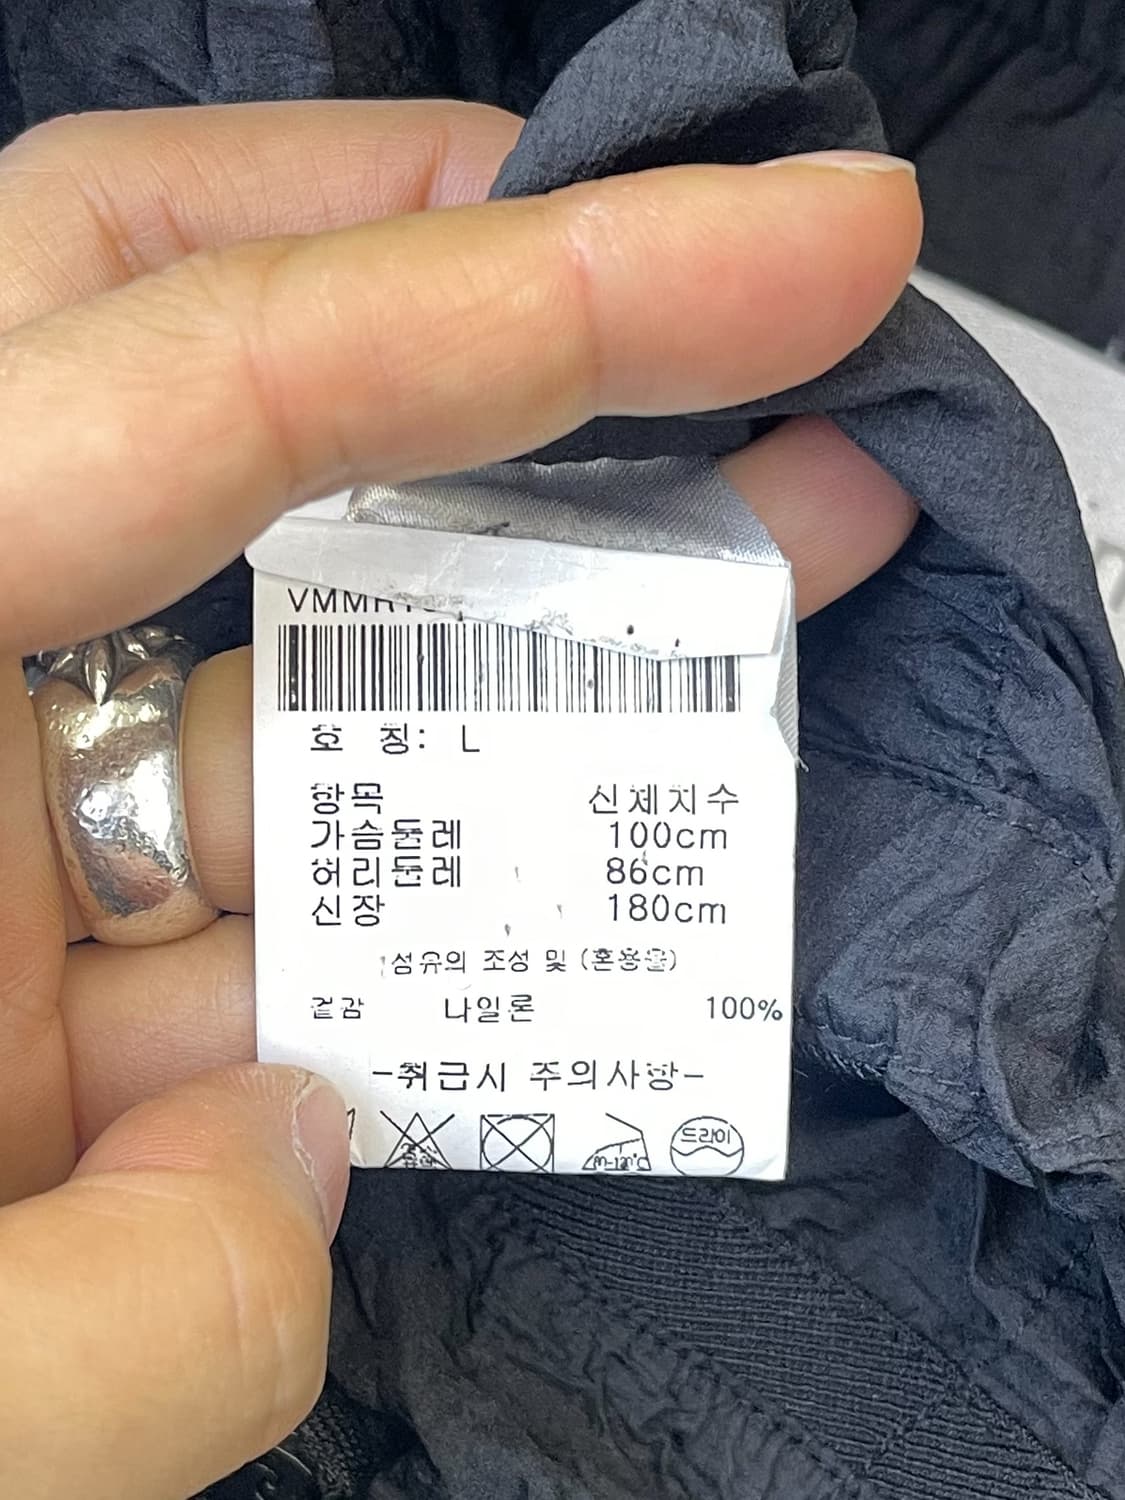 호 칭: L
항목 신체치수
가슴둘레 100cm
허리둘레 86cm
신장 180cm
섬유의 조성 및 (혼용율)
겉감 나일론 100%
-취급시 주의사항-
드라이